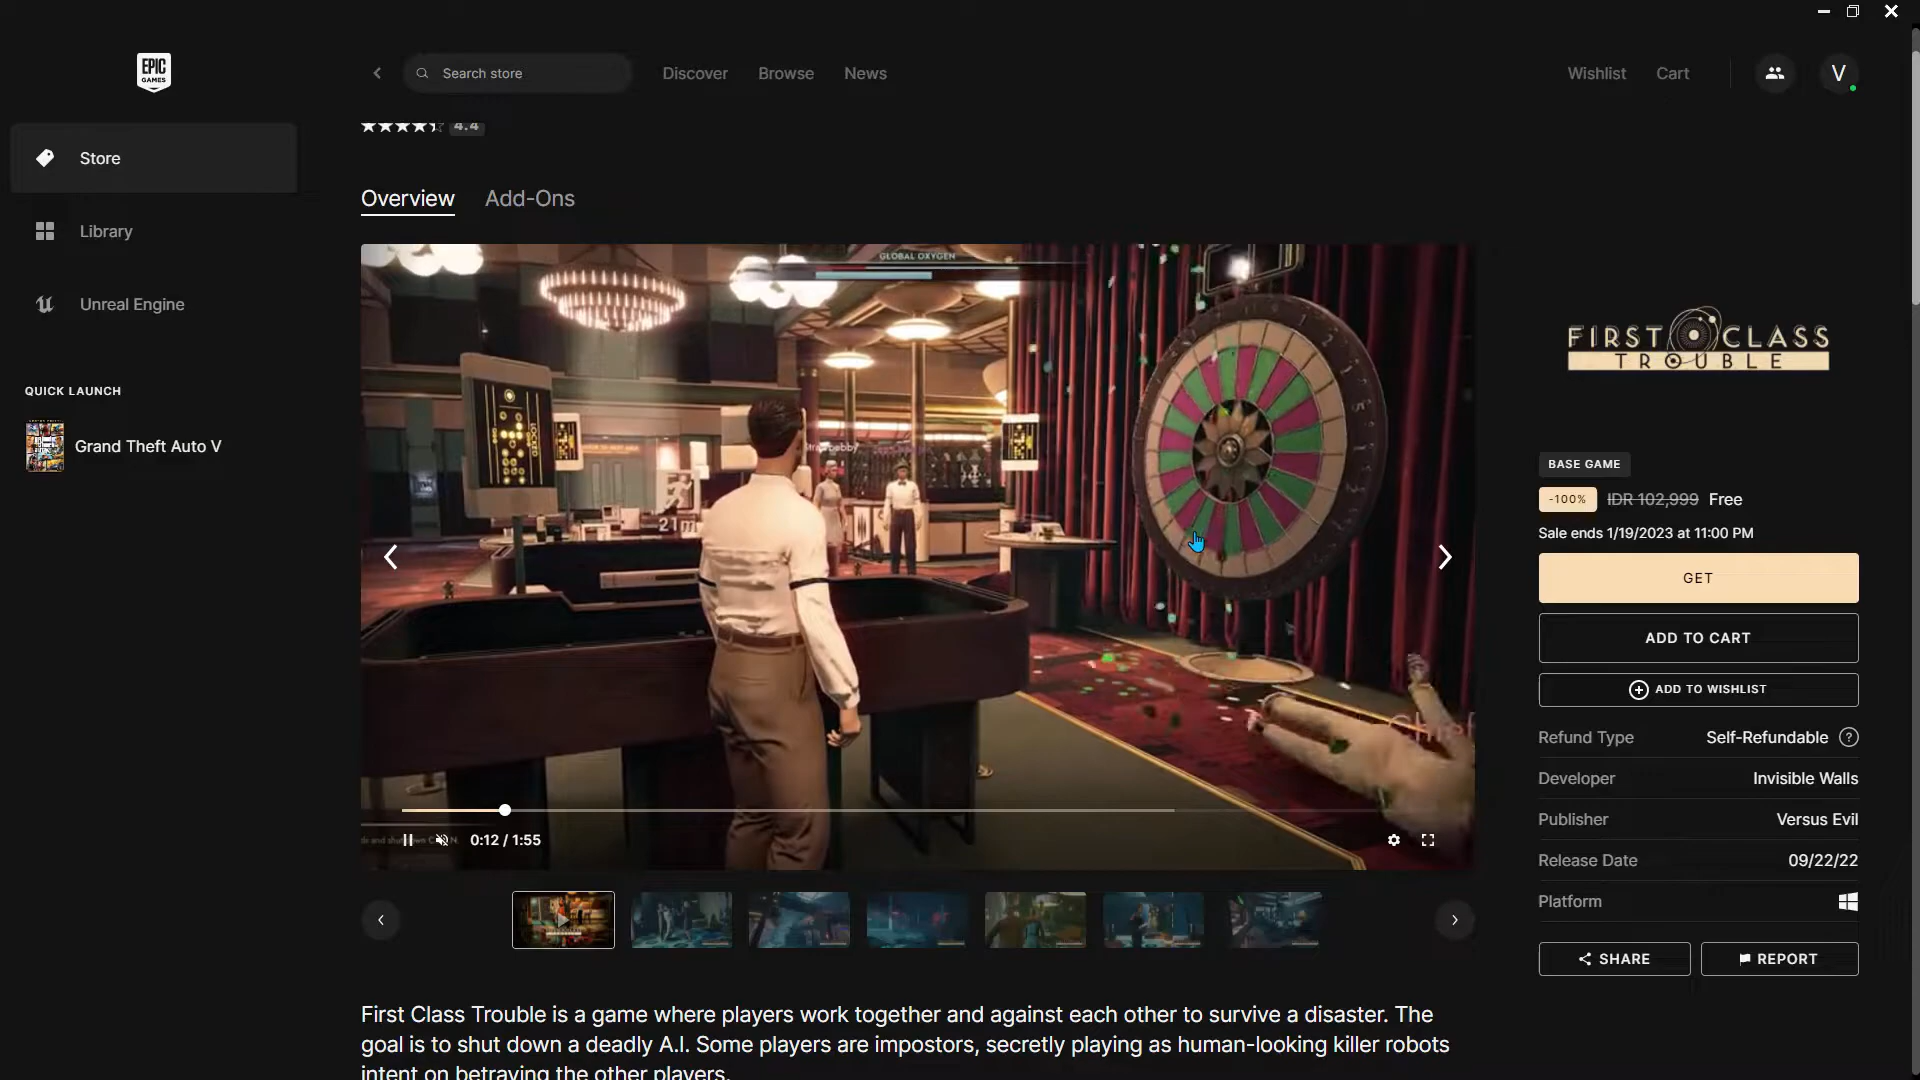 EPIC
GAMES
Search store
Discover
Browse
News
Wishlist
Cart
V
4.4
Store
Library
Unreal Engine
QUICK LAUNCH
Grand Theft Auto V
Overview
Add-Ons
GLOBAL OXYGEN
LOCKED
21m
Chief
0:12 / 1:55
FIRST CLASS
TROUBLE
BASE GAME
-100% IDR 102,999 Free
Sale ends 1/19/2023 at 11:00 PM
GET
ADD TO CART
ADD TO WISHLIST
Refund Type Self-Refundable
Developer Invisible Walls
Publisher Versus Evil
Release Date 09/22/22
Platform
SHARE
REPORT
First Class Trouble is a game where players work together and against each other to survive a disaster. The
goal is to shut down a deadly A.I. Some players are impostors, secretly playing as human-looking killer robots
intent on betraying the other players.